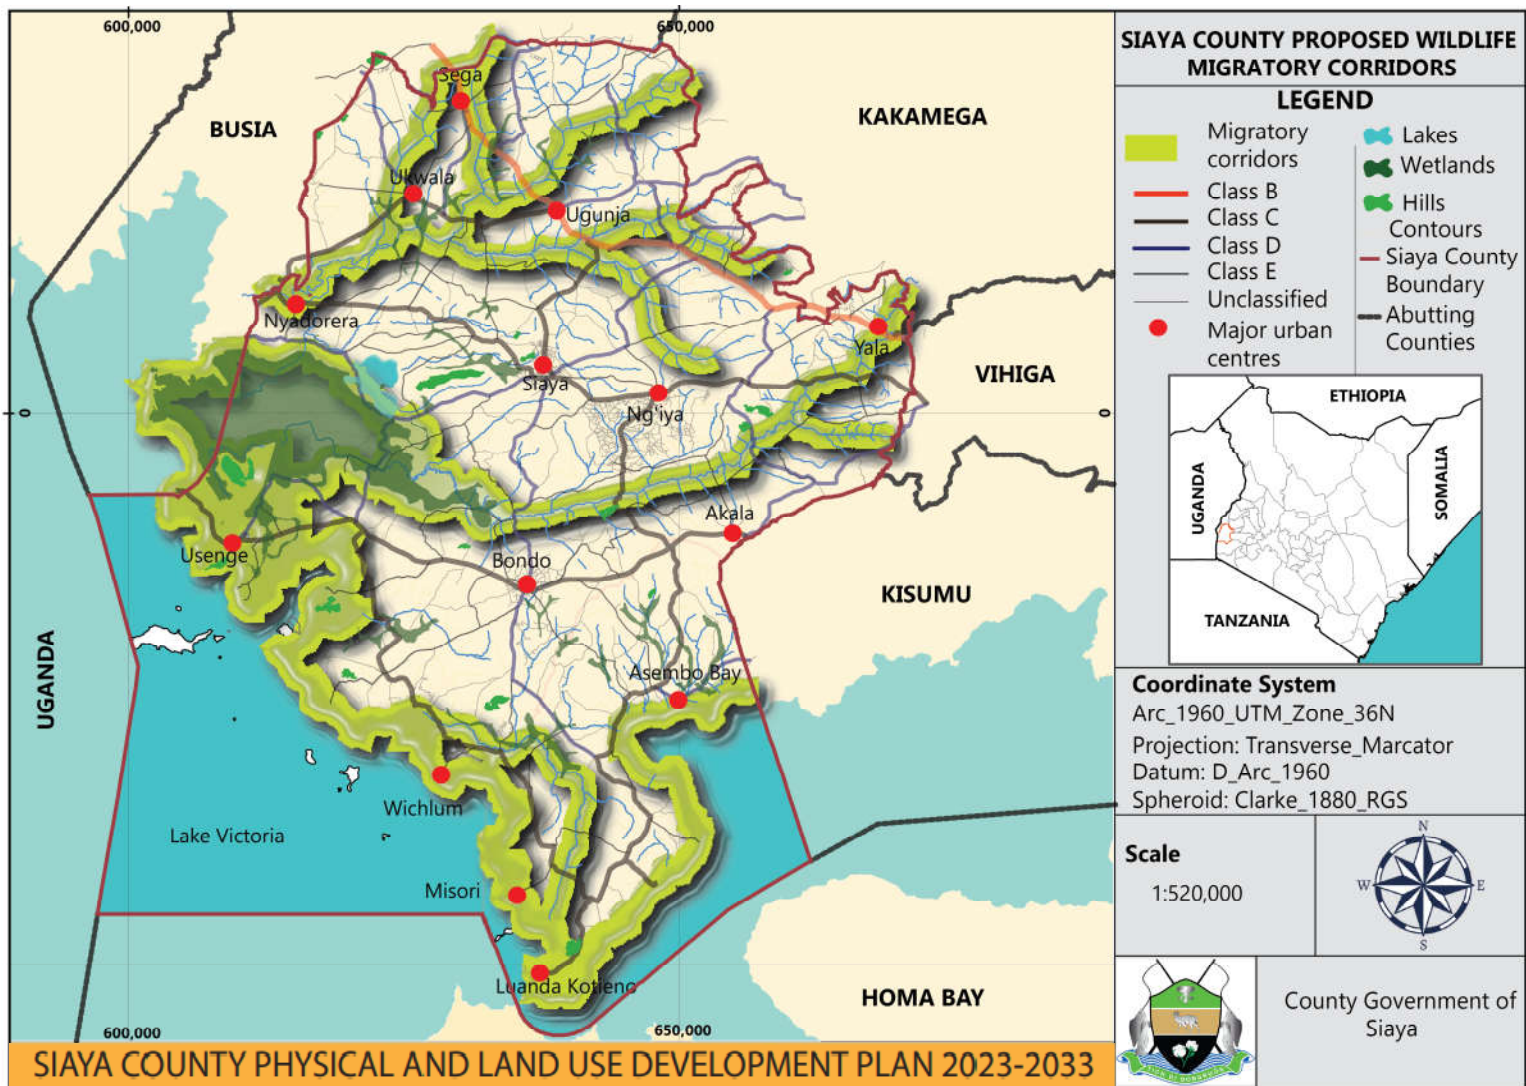 600,000
650,000
SIAYA COUNTY PROPOSED WILDLIFE
MIGRATORY CORRIDORS
LEGEND
Migratory
corridors
Class B
Class C
Class D
Class E
Unclassified
Major urban
centres
Lakes
Wetlands
Hills
Contours
Siaya County
Boundary
Abutting
Counties
BUSIA
KAKAMEGA
Sega
Ukwala
Ugunja
Nyadorera
Yala
VIHIGA
Siaya
Ng'iya
0
0
Akala
Usenge
Bondo
KISUMU
UGANDA
Asembo Bay
Wichlum
Lake Victoria
Misori
Luanda Kotieno
HOMA BAY
600,000
650,000
ETHIOPIA
UGANDA
SOMALIA
TANZANIA
Coordinate System
Arc_1960_UTM_Zone_36N
Projection: Transverse_Marcator
Datum: D_Arc_1960
Spheroid: Clarke_1880_RGS
Scale
1:520,000
N
W
E
S
County Government of
Siaya
SIAYA COUNTY PHYSICAL AND LAND USE DEVELOPMENT PLAN 2023-2033